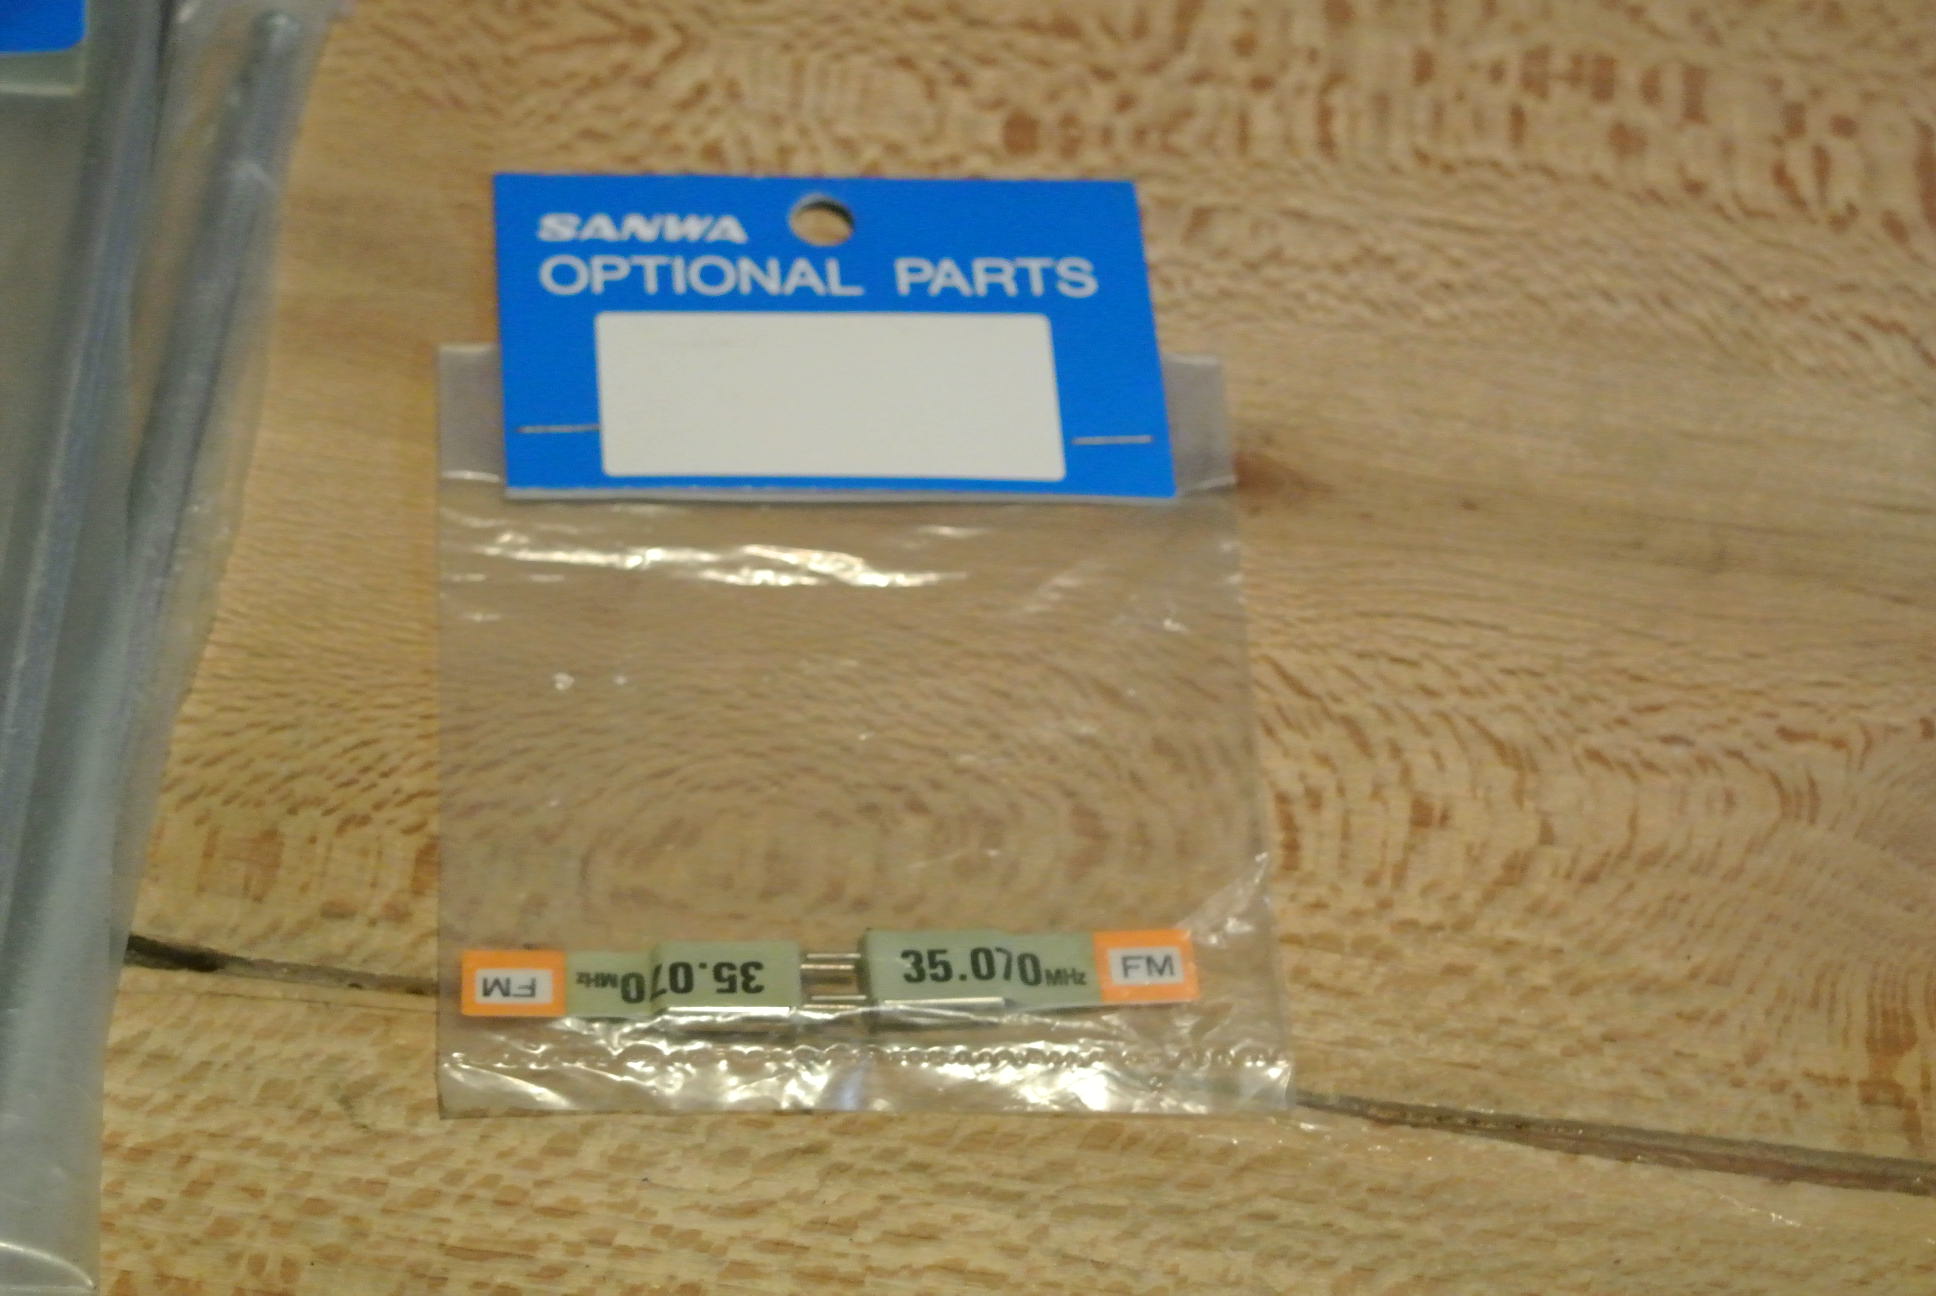 SANWA
OPTIONAL PARTS
FM
35.070MHz
35.070MHz
FM